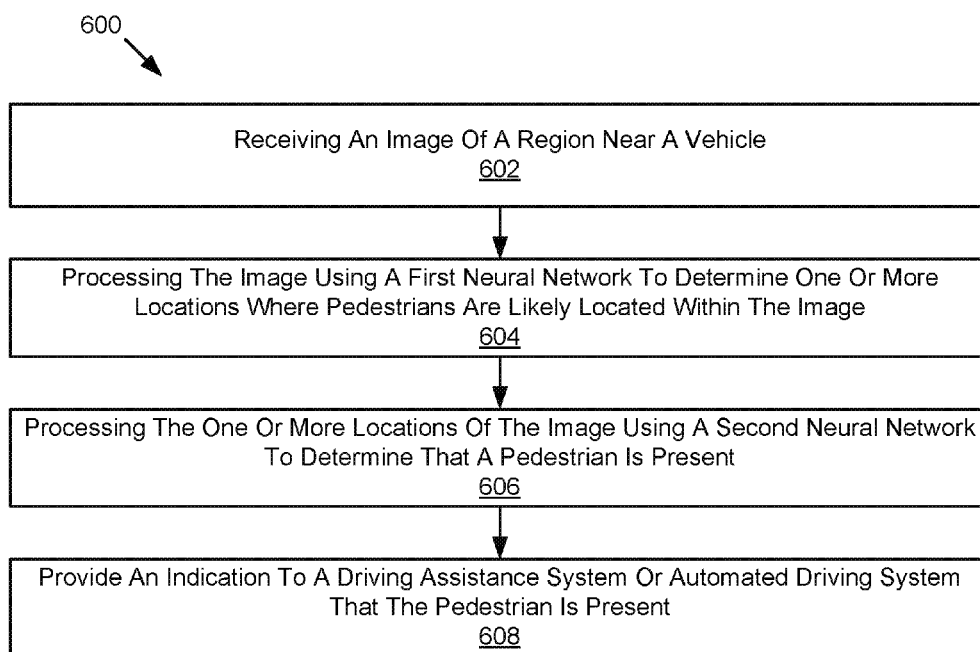 600
Receiving An Image Of A Region Near A Vehicle
602
Processing The Image Using A First Neural Network To Determine One Or More
Locations Where Pedestrians Are Likely Located Within The Image
604
Processing The One Or More Locations Of The Image Using A Second Neural Network
To Determine That A Pedestrian Is Present
606
Provide An Indication To A Driving Assistance System Or Automated Driving System
That The Pedestrian Is Present
608